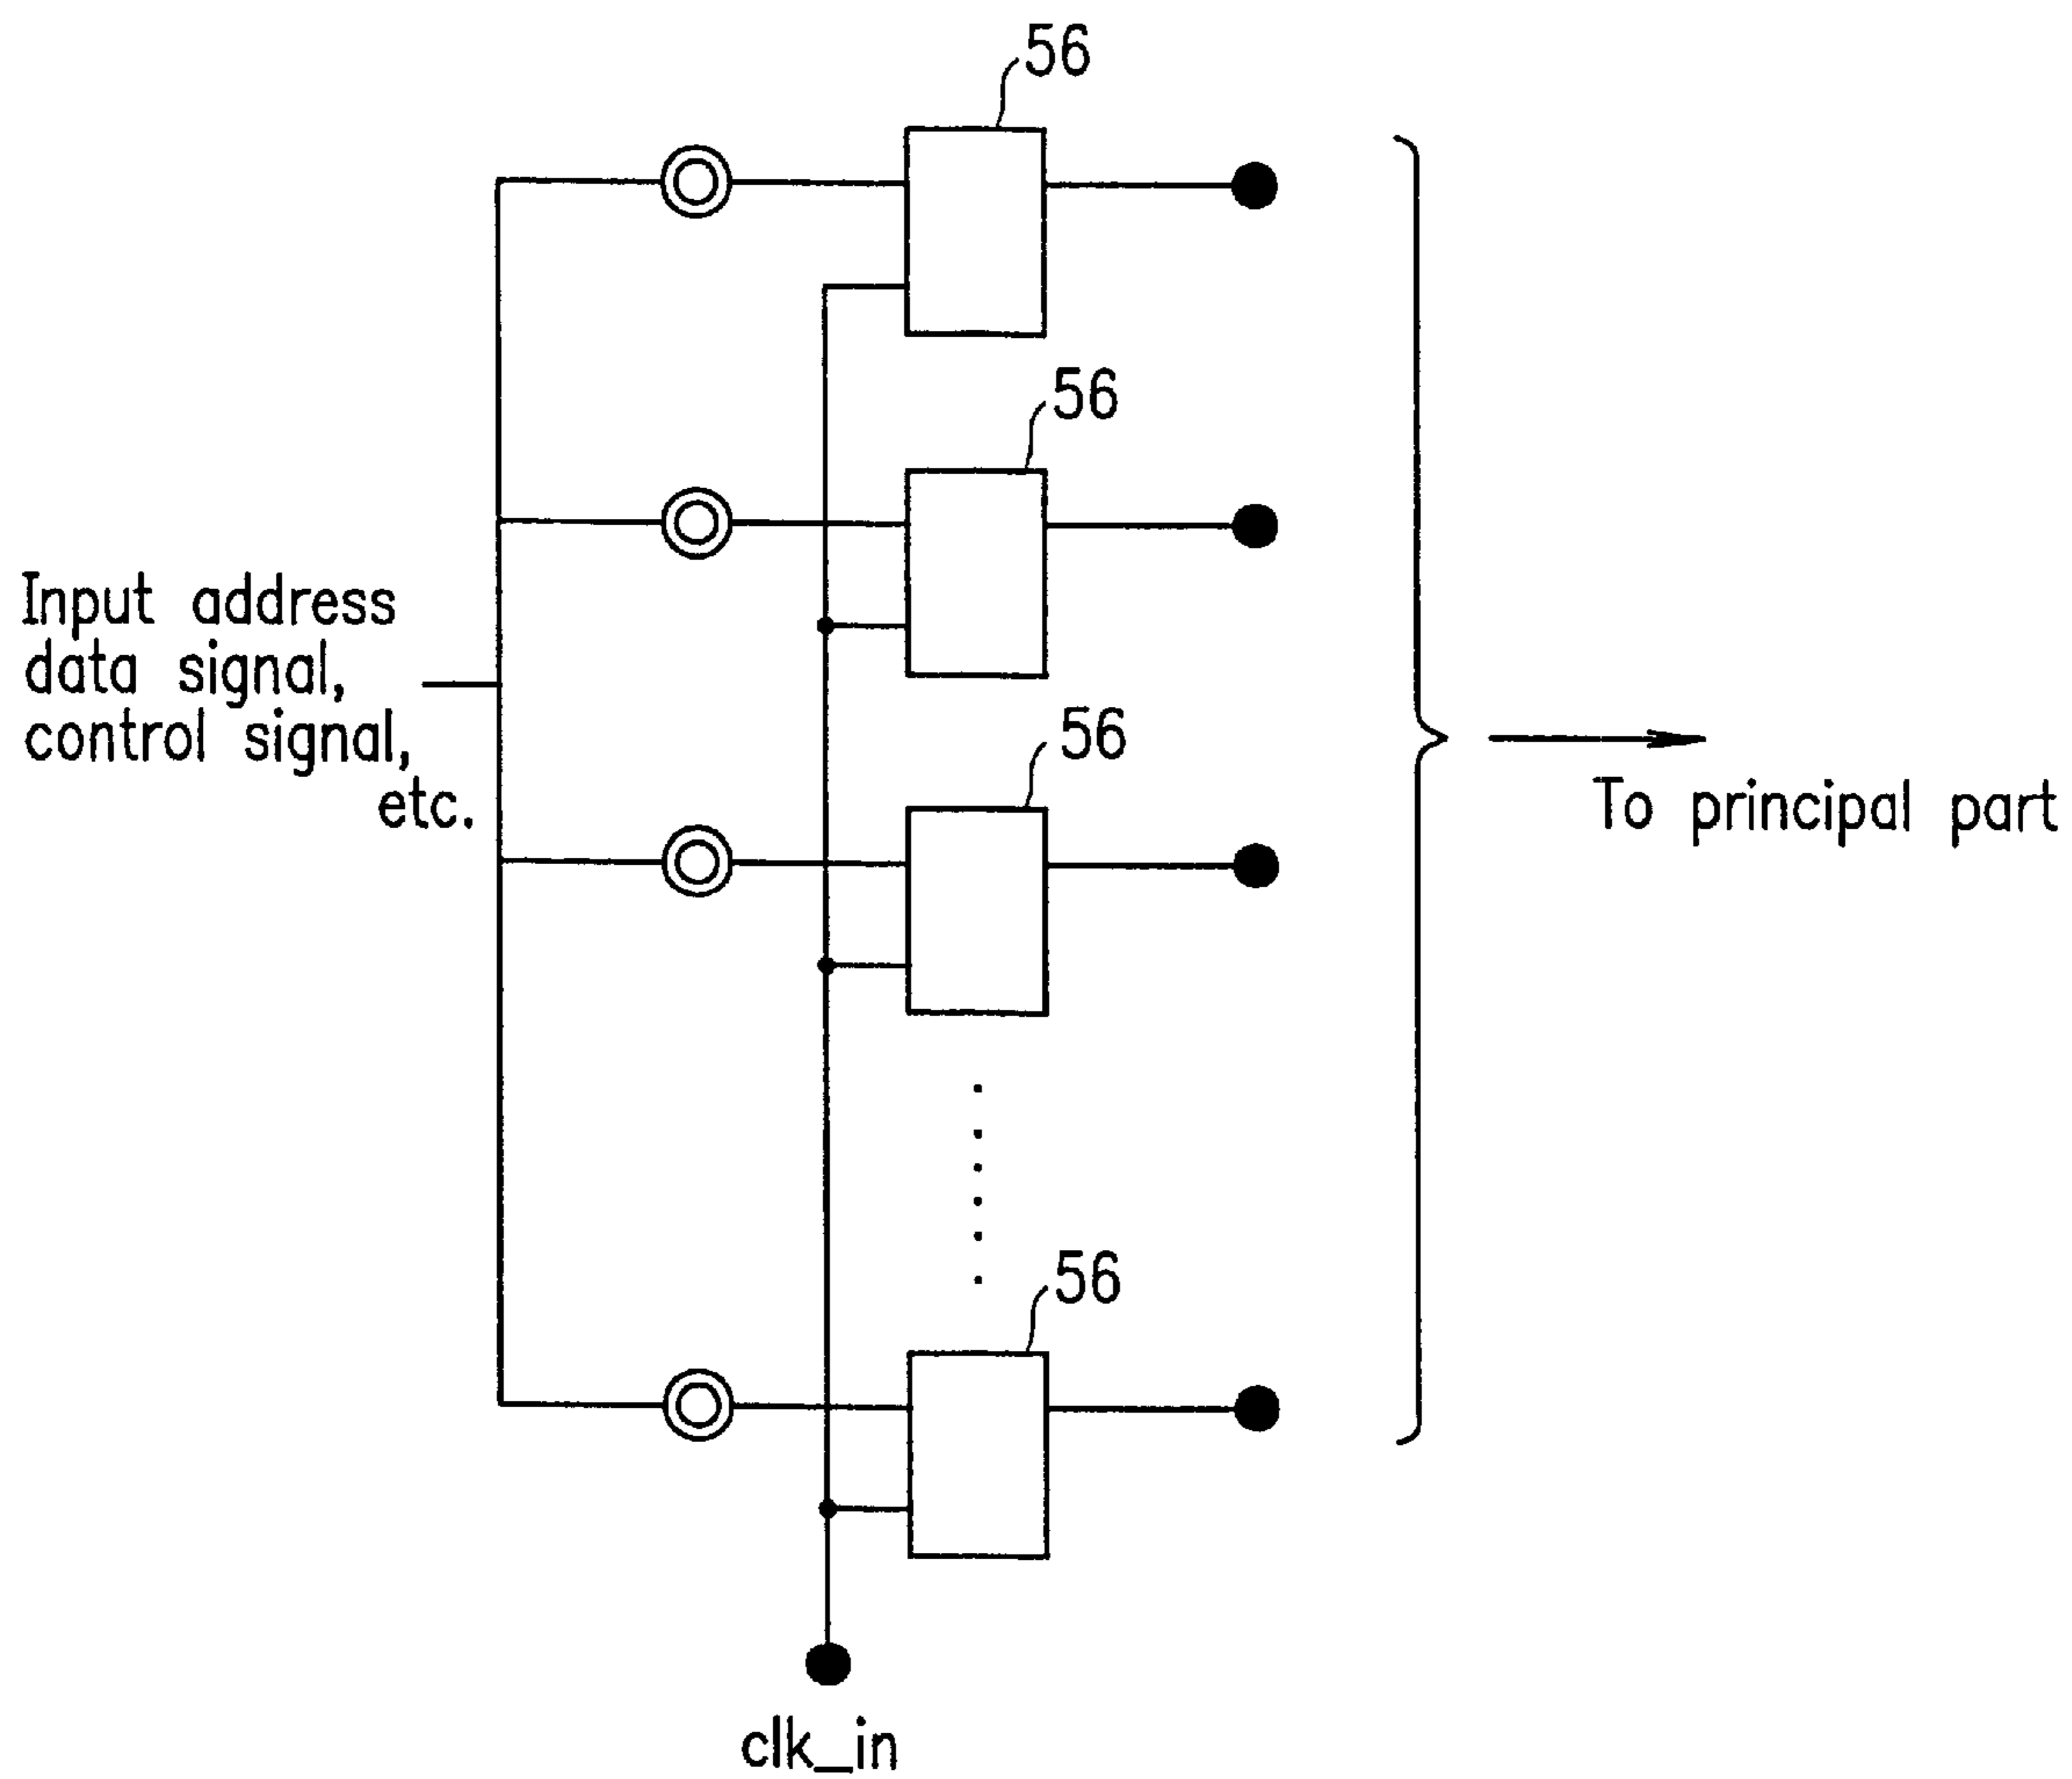 56
56
Input address
data signal,
control signal,
etc.
56
To principal part
56
clk_in